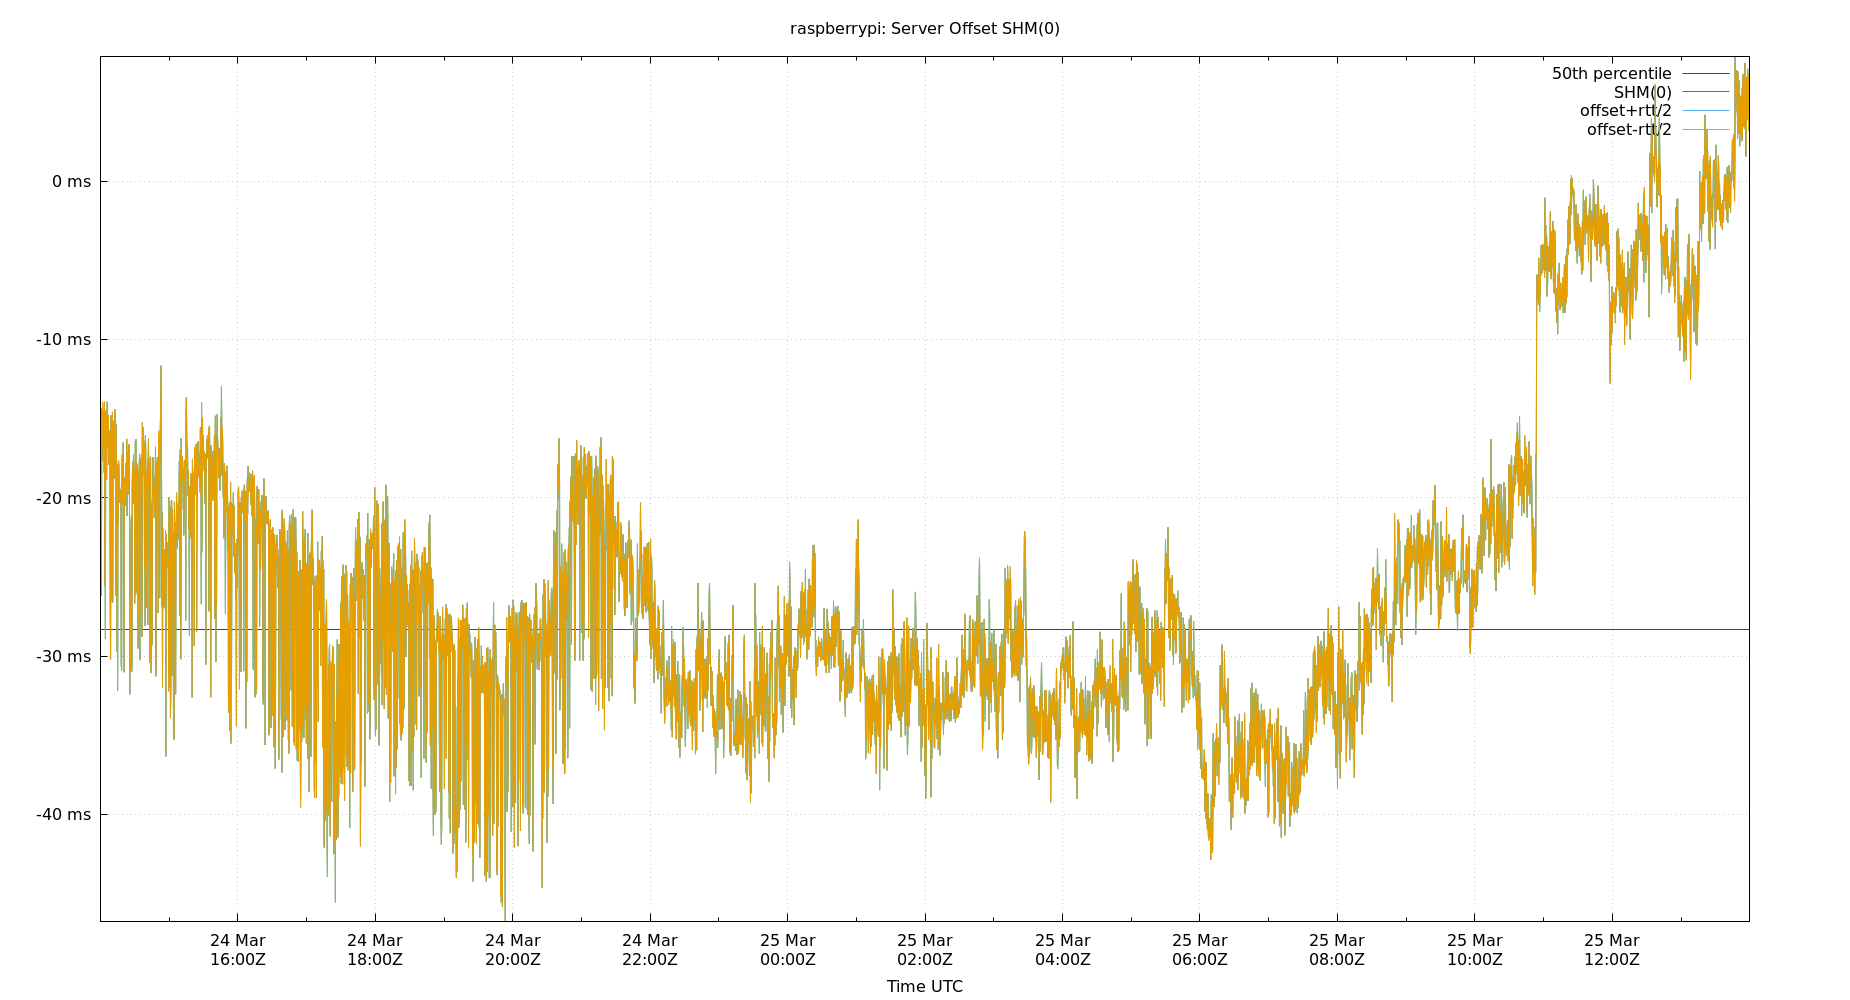 raspberrypi: Server Offset SHM(0)
50th percentile
SHM(0)
offset+rtt/2
offset-rtt/2
0 ms
-10 ms
-20 ms
-30 ms
-40 ms
24 Mar 24 Mar 24 Mar 24 Mar 25 Mar 25 Mar 25 Mar 25 Mar 25 Mar 25 Mar 25 Mar
16:00Z 18:00Z 20:00Z 22:00Z 00:00Z 02:00Z 04:00Z 06:00Z 08:00Z 10:00Z 12:00Z
Time UTC